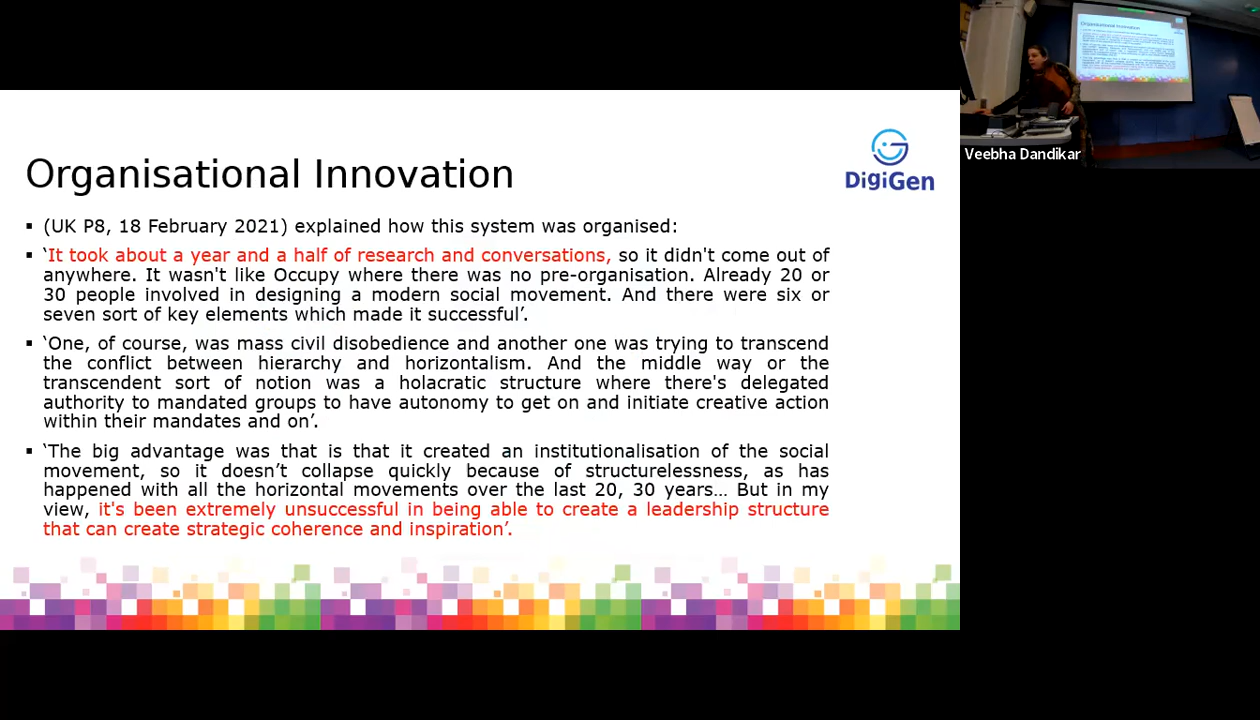 Organisational Innovation
DigiGen
(UK P8, 18 February 2021) explained how this system was organised:
‘It took about a year and a half of research and conversations, so it didn't come out of
anywhere. It wasn't like Occupy where there was no pre-organisation. Already 20 or
30 people involved in designing a modern social movement. And there were six or
seven sort of key elements which made it successful’.
‘One, of course, was mass civil disobedience and another one was trying to transcend
the conflict between hierarchy and horizontalism. And the middle way or the
transcendent sort of notion was a holacratic structure where there's delegated
authority to mandated groups to have autonomy to get on and initiate creative action
within their mandates and on’.
‘The big advantage was that is that it created an institutionalisation of the social
movement, so it doesn’t collapse quickly because of structurelessness, as has
happened with all the horizontal movements over the last 20, 30 years… But in my
view, it's been extremely unsuccessful in being able to create a leadership structure
that can create strategic coherence and inspiration’.
Organisational Innovation
Veebha Dandikar